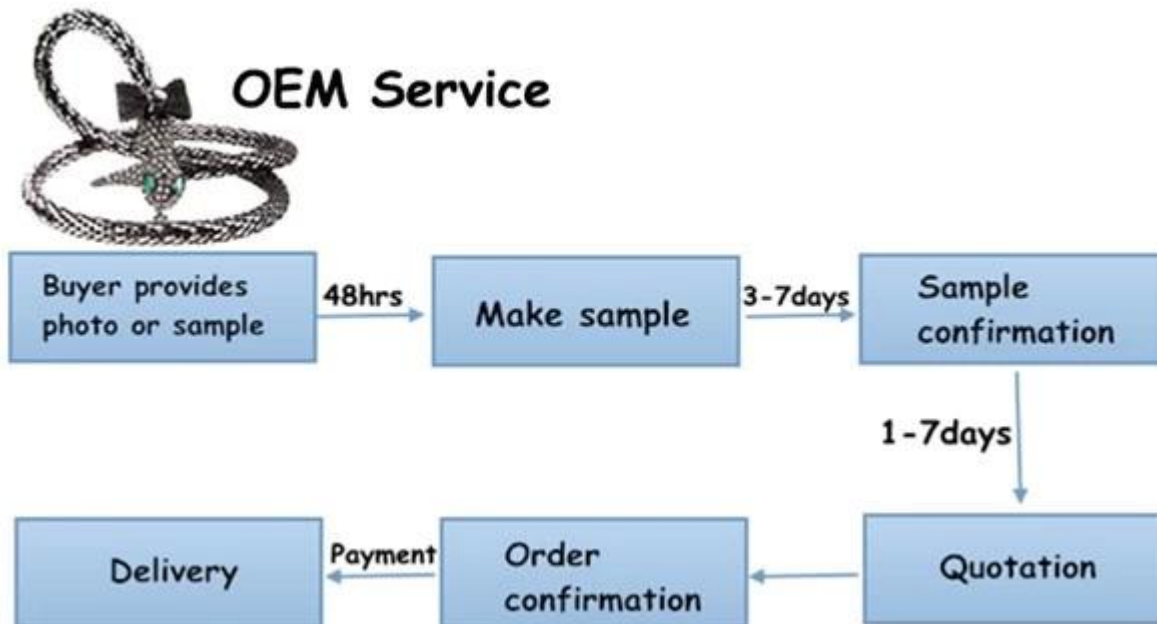 OEM Service
Buyer provides
photo or sample
48hrs
Make sample
3-7days
Sample
confirmation
1-7days
Quotation
Order
confirmation
Payment
Delivery